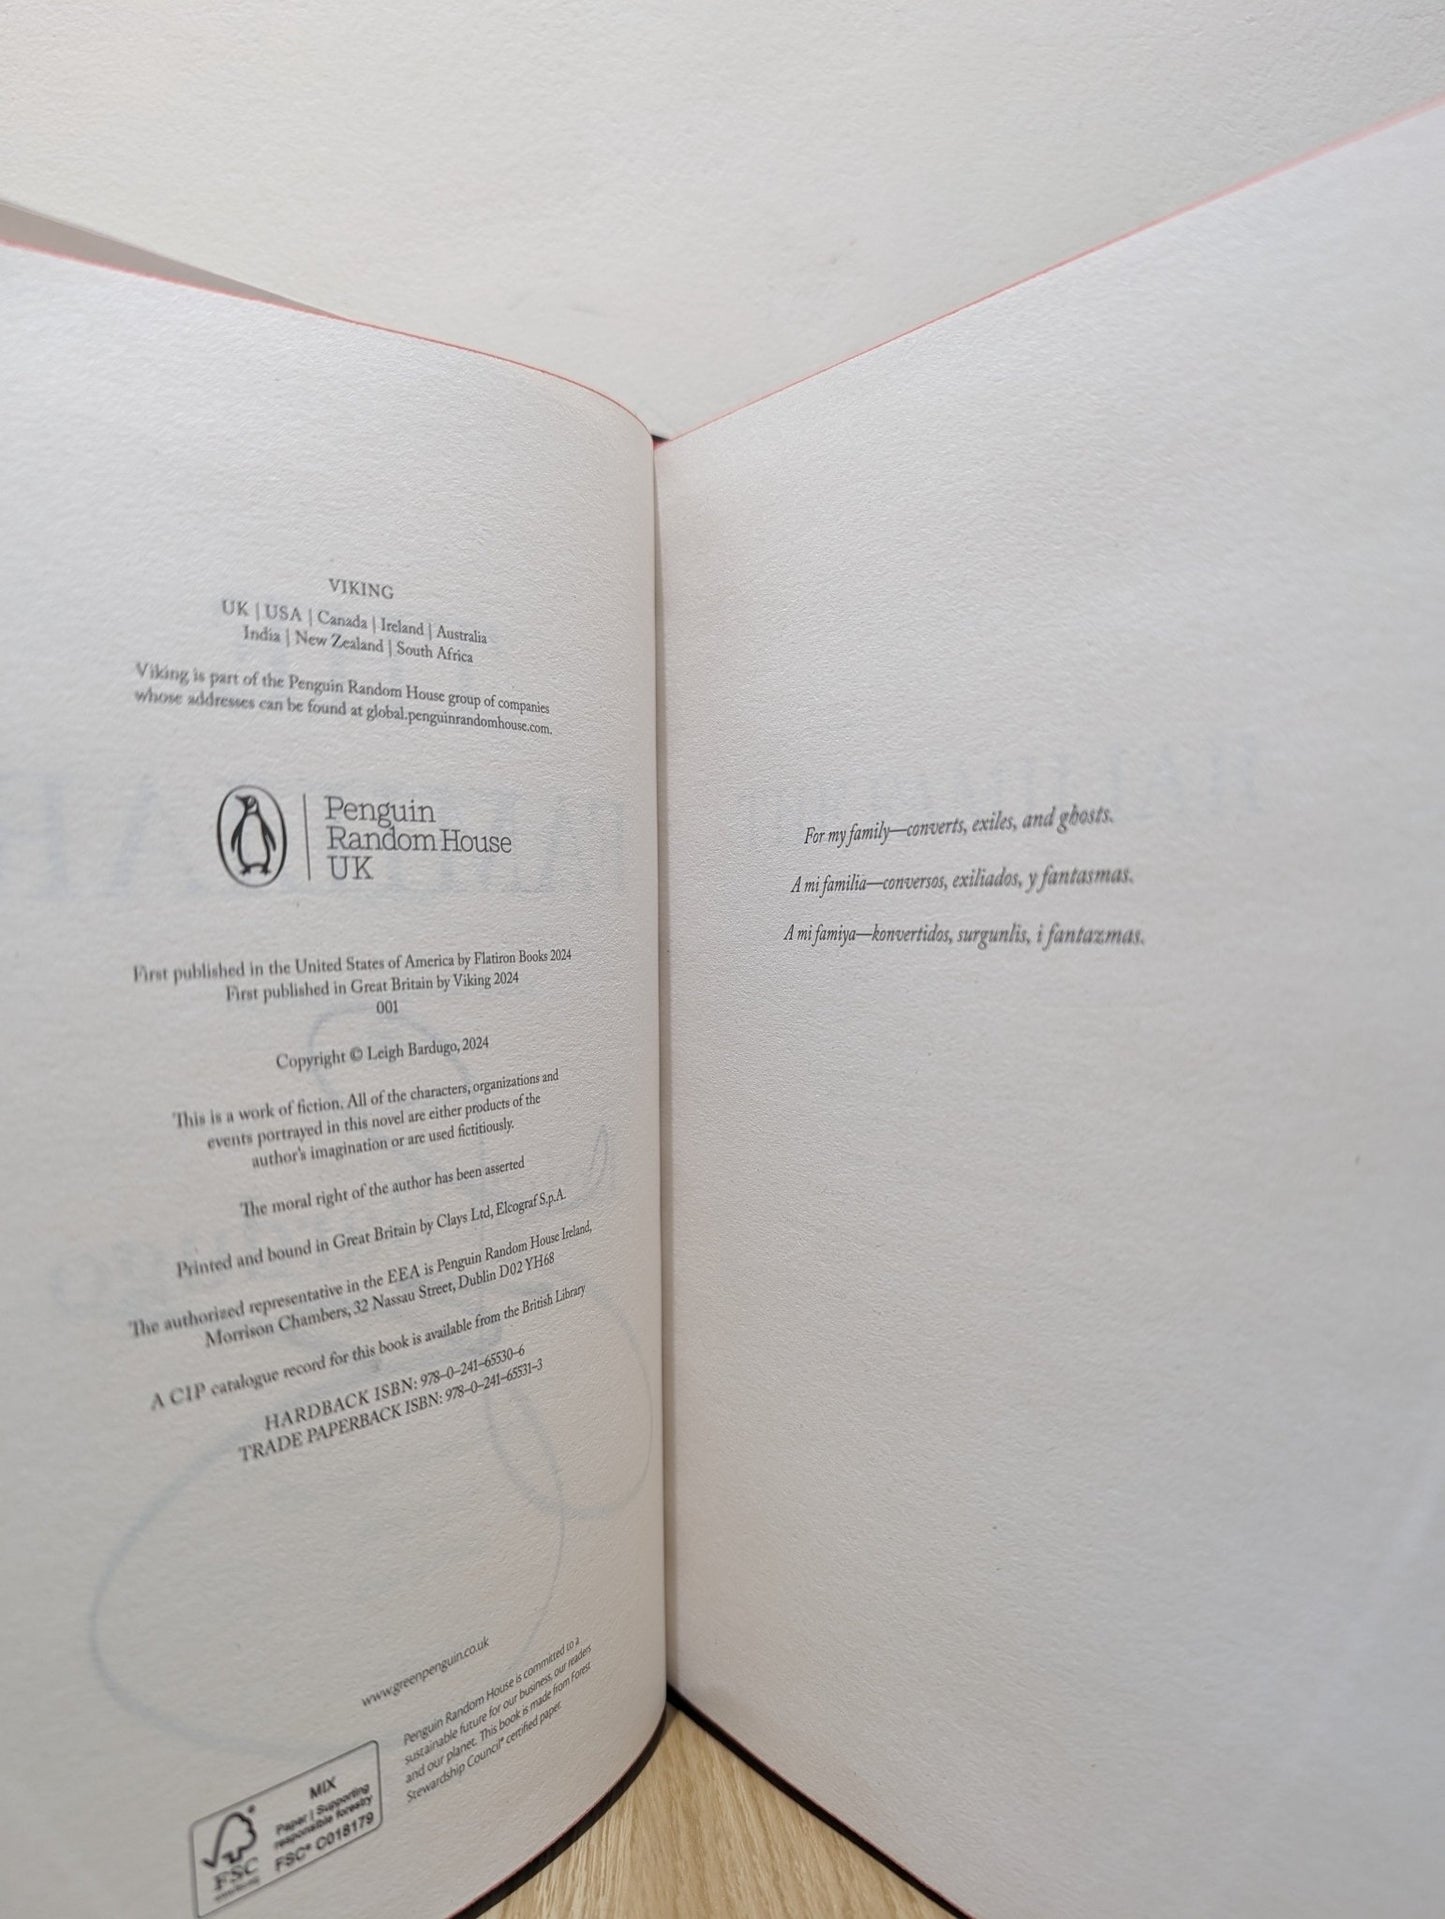 VIKING
UK | USA | Canada | Ireland | Australia
India | New Zealand | South Africa
Viking is part of the Penguin Random House group of companies
whose addresses can be found at global.penguinrandomhouse.com.
Penguin
Random House
UK
First published in the United States of America by Flatiron Books 2024
First published in Great Britain by Viking 2024
001
Copyright © Leigh Bardugo, 2024
This is a work of fiction. All of the characters, organizations and
events portrayed in this novel are either products of the
author's imagination or are used fictitiously.
The moral right of the author has been asserted
Printed and bound in Great Britain by Clays Ltd, Elcograf S.p.A.
The authorized representative in the EEA is Penguin Random House Ireland,
Morrison Chambers, 32 Nassau Street, Dublin D02 YH68
A CIP catalogue record for this book is available from the British Library
HARDBACK ISBN: 978–0–241–65530–6
TRADE PAPERBACK ISBN: 978–0–241–65531–3
www.greenpenguin.co.uk
MIX
Paper | Supporting
responsible forestry
FSC® C018179
FSC
Penguin Random House is committed to a
sustainable future for our business, our readers
and our planet. This book is made from Forest
Stewardship Council® certified paper.
For my family—converts, exiles, and ghosts.
A mi familia—conversos, exiliados, y fantasmas.
A mi famiya—konvertidos, surgunlis, i fantazmas.